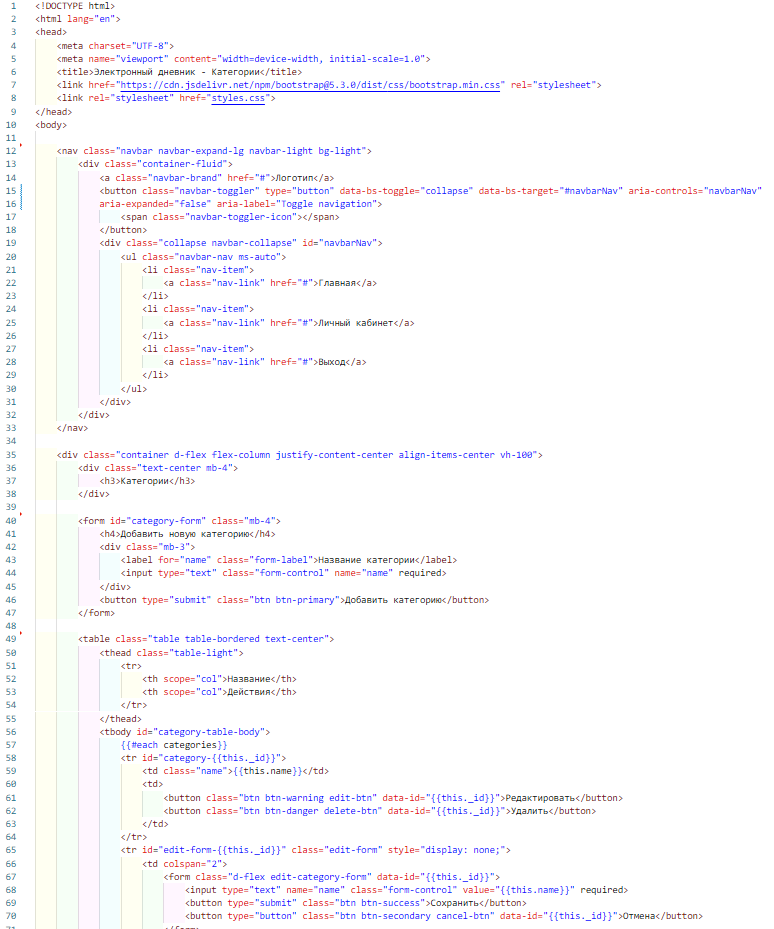 1 <!DOCTYPE html>
2 <html lang="en">
3 <head>
4 <meta charset="UTF-8">
5 <meta name="viewport" content="width=device-width, initial-scale=1.0">
6 <title>Электронный дневник - Категории</title>
7 <link href="https://cdn.jsdelivr.net/npm/bootstrap@5.3.0/dist/css/bootstrap.min.css" rel="stylesheet">
8 <link rel="stylesheet" href="styles.css">
9 </head>
10 <body>
11
12 <nav class="navbar navbar-expand-lg navbar-light bg-light">
13 <div class="container-fluid">
14 <a class="navbar-brand" href="#">Логотип</a>
15 <button class="navbar-toggler" type="button" data-bs-toggle="collapse" data-bs-target="#navbarNav" aria-controls="navbarNav"
16 aria-expanded="false" aria-label="Toggle navigation">
17 <span class="navbar-toggler-icon"></span>
18 </button>
19 <div class="collapse navbar-collapse" id="navbarNav">
20 <ul class="navbar-nav ms-auto">
21 <li class="nav-item">
22 <a class="nav-link" href="#">Главная</a>
23 </li>
24 <li class="nav-item">
25 <a class="nav-link" href="#">Личный кабинет</a>
26 </li>
27 <li class="nav-item">
28 <a class="nav-link" href="#">Выход</a>
29 </li>
30 </ul>
31 </div>
32 </div>
33 </nav>
34
35 <div class="container d-flex flex-column justify-content-center align-items-center vh-100">
36 <div class="text-center mb-4">
37 <h3>Категории</h3>
38 </div>
39
40 <form id="category-form" class="mb-4">
41 <h4>Добавить новую категорию</h4>
42 <div class="mb-3">
43 <label for="name" class="form-label">Название категории</label>
44 <input type="text" class="form-control" name="name" required>
45 </div>
46 <button type="submit" class="btn btn-primary">Добавить категорию</button>
47 </form>
48
49 <table class="table table-bordered text-center">
50 <thead class="table-light">
51 <tr>
52 <th scope="col">Название</th>
53 <th scope="col">Действия</th>
54 </tr>
55 </thead>
56 <tbody id="category-table-body">
57 {{#each categories}}
58 <tr id="category-{{this._id}}">
59 <td class="name">{{this.name}}</td>
60 <td>
61 <button class="btn btn-warning edit-btn" data-id="{{this._id}}">Редактировать</button>
62 <button class="btn btn-danger delete-btn" data-id="{{this._id}}">Удалить</button>
63 </td>
64 </tr>
65 <tr id="edit-form-{{this._id}}" class="edit-form" style="display: none;">
66 <td colspan="2">
67 <form class="d-flex edit-category-form" data-id="{{this._id}}">
68 <input type="text" name="name" class="form-control" value="{{this.name}}" required>
69 <button type="submit" class="btn btn-success">Сохранить</button>
70 <button type="button" class="btn btn-secondary cancel-btn" data-id="{{this._id}}">Отмена</button>